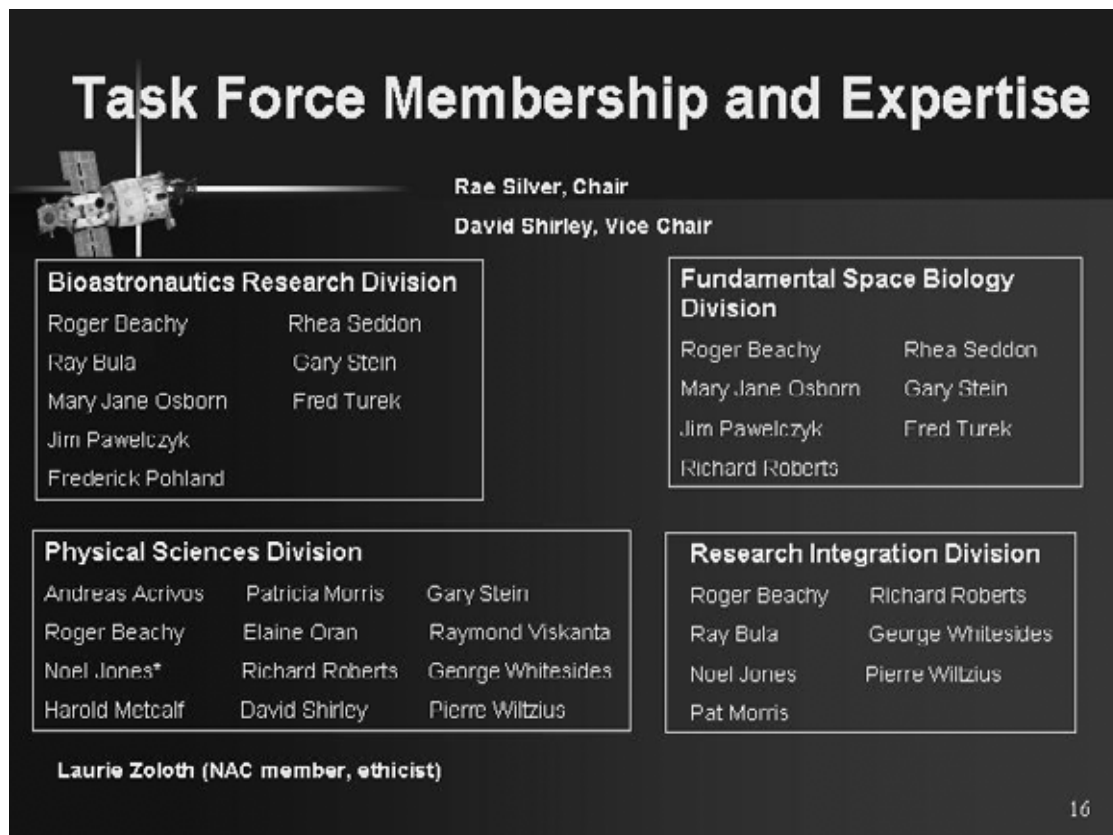 Task Force Membership and Expertise
Rae Silver, Chair
David Shirley, Vice Chair
Bioastronautics Research Division
Roger Beachy Rhea Seddon
Ray Bula Gary Stein
Mary Jane Osborn Fred Turek
Jim Pawelczyk
Frederick Pohland
Fundamental Space Biology
Division
Roger Beachy Rhea Seddon
Mary Jane Osborn Gary Stein
Jim Pawelczyk Fred Turek
Richard Roberts
Physical Sciences Division
Andreas Acrivos Patricia Morris Gary Stein
Roger Beachy Elaine Oran Raymond Viskanta
Noel Jones* Richard Roberts George Whitesides
Harold Metcalf David Shirley Pierre Wiltzius
Research Integration Division
Roger Beachy Richard Roberts
Ray Bula George Whitesides
Noel Jones Pierre Wiltzius
Pat Morris
Laurie Zoloth (NAC member, ethicist)
16